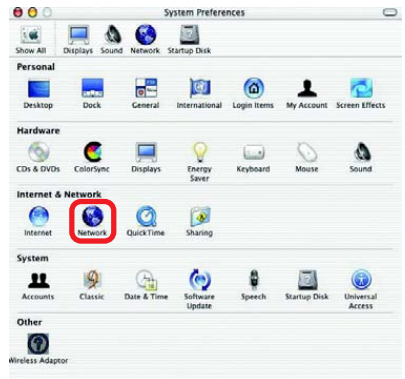 System Preferences
Show All Displays Sound Network Startup Disk
Personal
Desktop Dock General International Login Items My Account Screen Effects
Hardware
CDs & DVDs ColorSync Displays Energy Saver Keyboard Mouse Sound
Internet & Network
Internet Network QuickTime Sharing
System
Accounts Classic Date & Time Software Update Speech Startup Disk Universal Access
Other
Wireless Adaptor